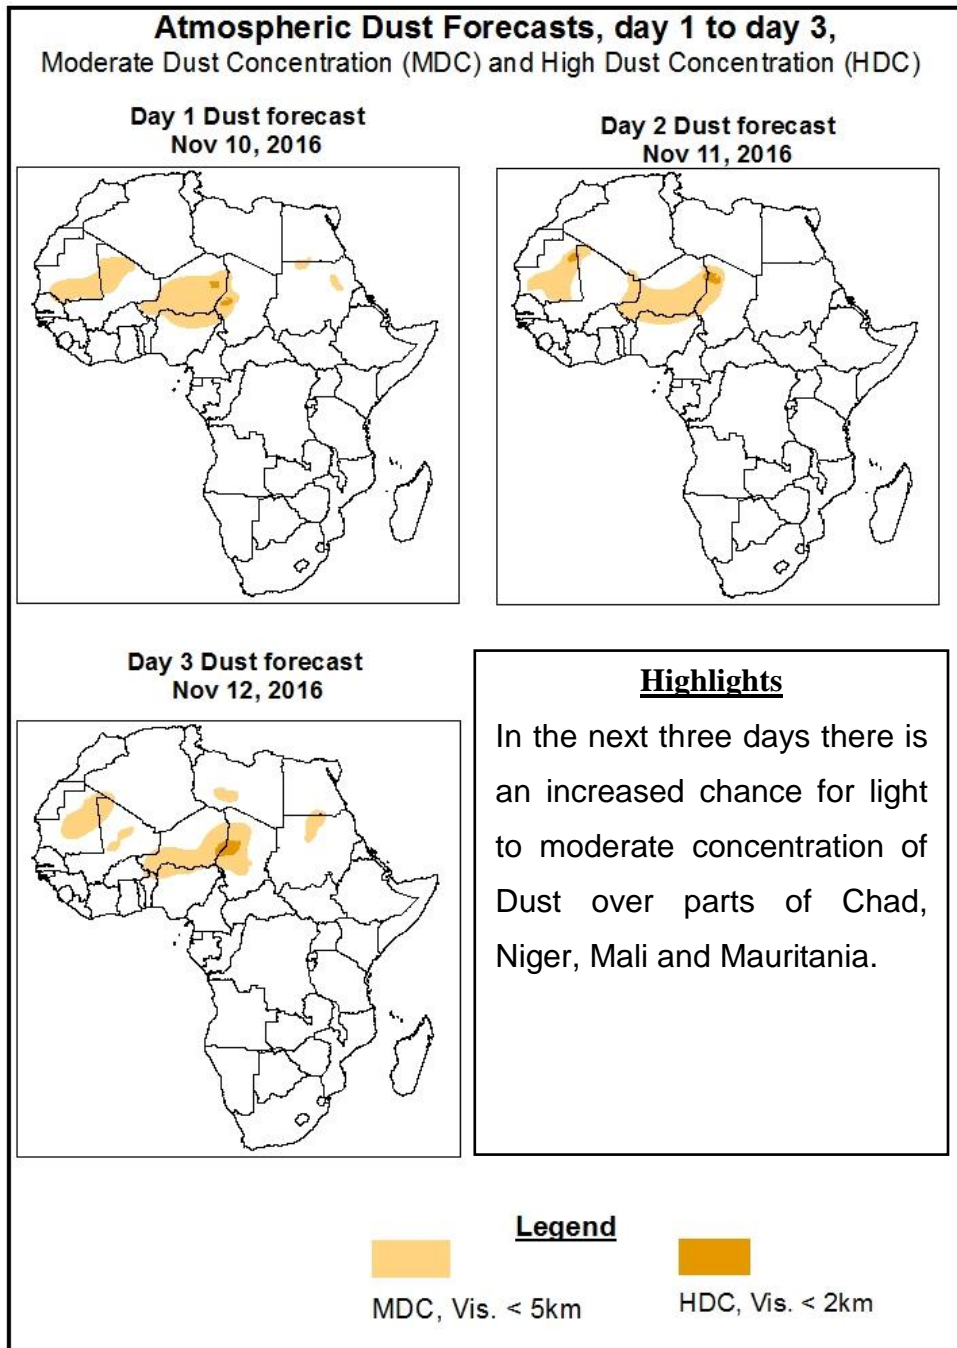 Atmospheric Dust Forecasts, day 1 to day 3,
Moderate Dust Concentration (MDC) and High Dust Concentration (HDC)
Day 1 Dust forecast
Nov 10, 2016
Day 2 Dust forecast
Nov 11, 2016
Day 3 Dust forecast
Nov 12, 2016
Highlights
In the next three days there is
an increased chance for light
to moderate concentration of
Dust over parts of Chad,
Niger, Mali and Mauritania.
Legend
MDC, Vis. < 5km
HDC, Vis. < 2km